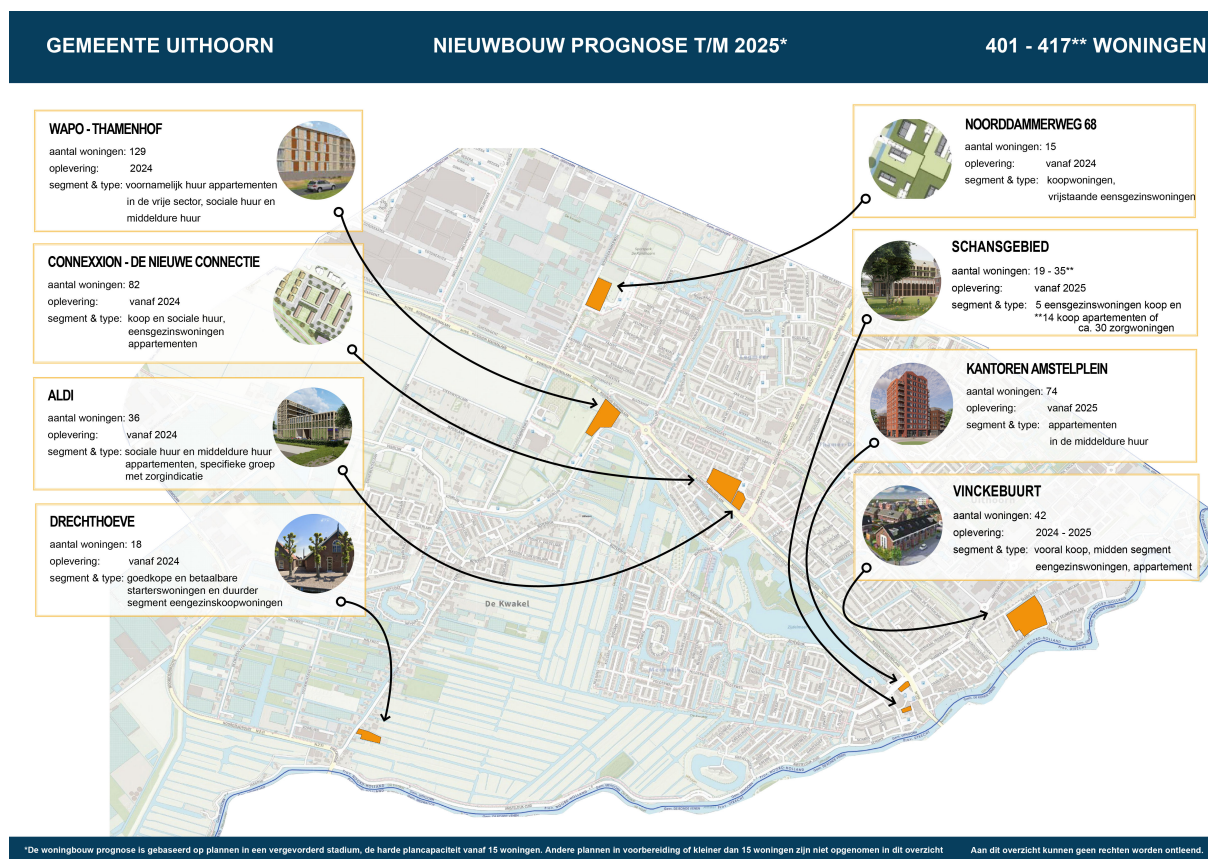 GEMEENTE UITHOORN
NIEUWBOUW PROGNOSE T/M 2025*
401 - 417** WONINGEN
WAPO - THAMENHOF
aantal woningen: 129
oplevering: 2024
segment & type: voornamelijk huur appartementen
in de vrije sector, sociale huur en
middeldure huur
CONNEXXION - DE NIEUWE CONNECTIE
aantal woningen: 82
oplevering: vanaf 2024
segment & type: koop en sociale huur,
eensgezinswoningen
appartementen
ALDI
aantal woningen: 36
oplevering: vanaf 2024
segment & type: sociale huur en middeldure huur
appartementen, specifieke groep
met zorgindicatie
DRECHTHOEVE
aantal woningen: 18
oplevering: vanaf 2024
segment & type: goedkope en betaalbare
starterswoningen en duurder
segment eengezinskoopwoningen
NOORDDAMMERWEG 68
aantal woningen: 15
oplevering: vanaf 2024
segment & type: koopwoningen,
vrijstaande eensgezinswoningen
SCHANSGEBIED
aantal woningen: 19 - 35**
oplevering: vanaf 2025
segment & type: 5 eensgezinswoningen koop en
**14 koop apartementen of
ca. 30 zorgwoningen
KANTOREN AMSTELPLEIN
aantal woningen: 74
oplevering: vanaf 2025
segment & type: appartementen
in de middeldure huur
VINCKEBUURT
aantal woningen: 42
oplevering: 2024 - 2025
segment & type: vooral koop, midden segment
eengezinswoningen, appartement
De Kwakel
*De woningbouw prognose is gebaseerd op plannen in een vergevorderd stadium, de harde plancapaciteit vanaf 15 woningen. Andere plannen in voorbereiding of kleiner dan 15 woningen zijn niet opgenomen in dit overzicht
Aan dit overzicht kunnen geen rechten worden ontleend.